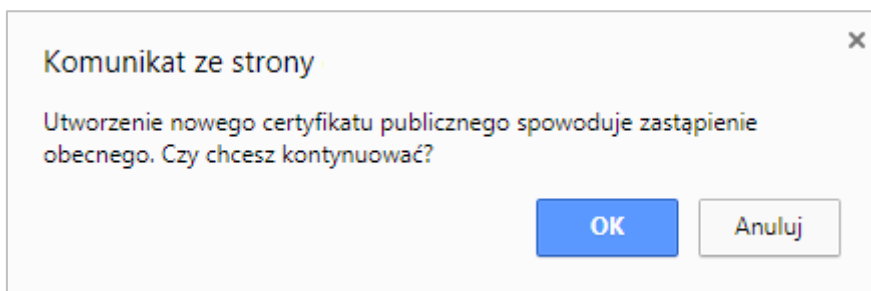 Komunikat ze strony
Utworzenie nowego certyfikatu publicznego spowoduje zastąpienie
obecnego. Czy chcesz kontynuować?
OK Anuluj